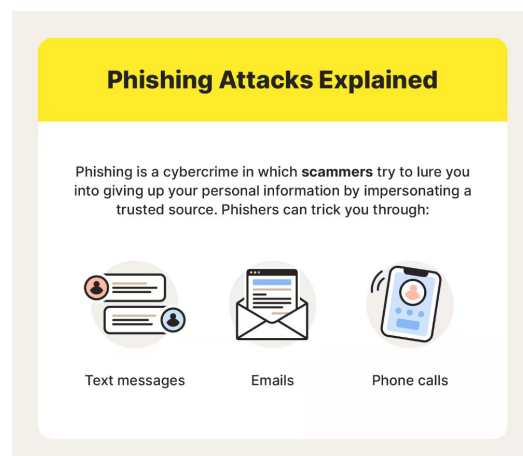 Phishing Attacks Explained
Phishing is a cybercrime in which scammers try to lure you
into giving up your personal information by impersonating a
trusted source. Phishers can trick you through:
Text messages
Emails
Phone calls